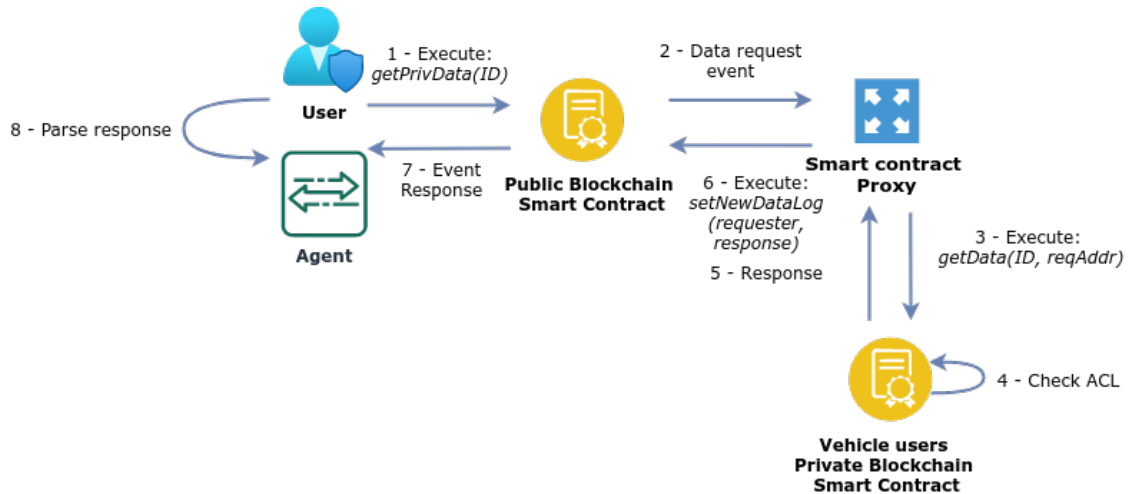 1 - Execute:
getPrivData(ID)
2 - Data request
event
User
8 - Parse response
7 - Event
Response
Public Blockchain
Smart Contract
Smart contract
Proxy
6 - Execute:
setNewDataLog
(requester,
response)
Agent
5 - Response
3 - Execute:
getData(ID, reqAddr)
4 - Check ACL
Vehicle users
Private Blockchain
Smart Contract